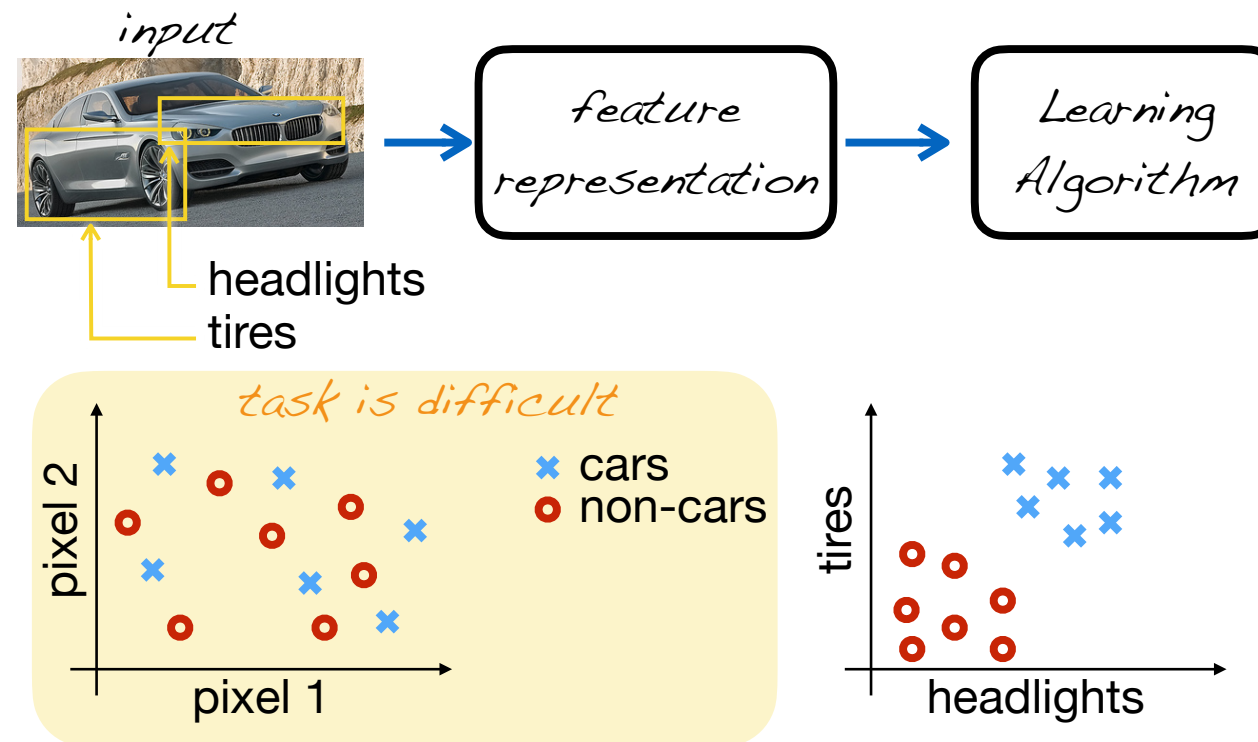 input
feature
representation
Learning
Algorithm
headlights
tires
task is difficult
pixel 2
cars
non-cars
pixel 1
tires
headlights